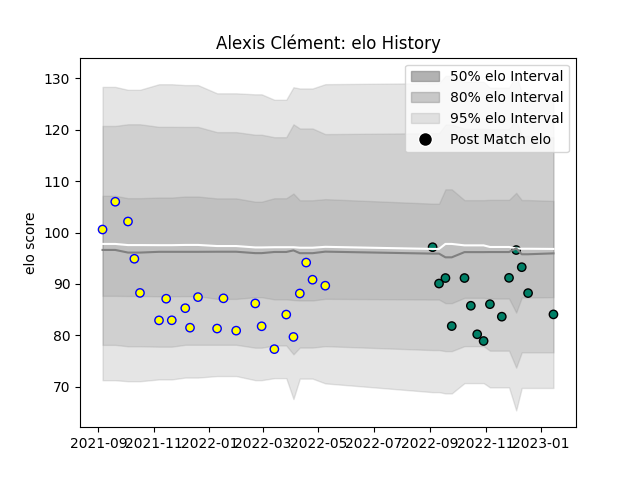 Alexis Clément: elo History
50% elo Interval
80% elo Interval
95% elo Interval
Post Match elo
elo score
130
120
110
100
90
80
70
2021-09 2021-11 2022-01 2022-03 2022-05 2022-07 2022-09 2022-11 2023-01